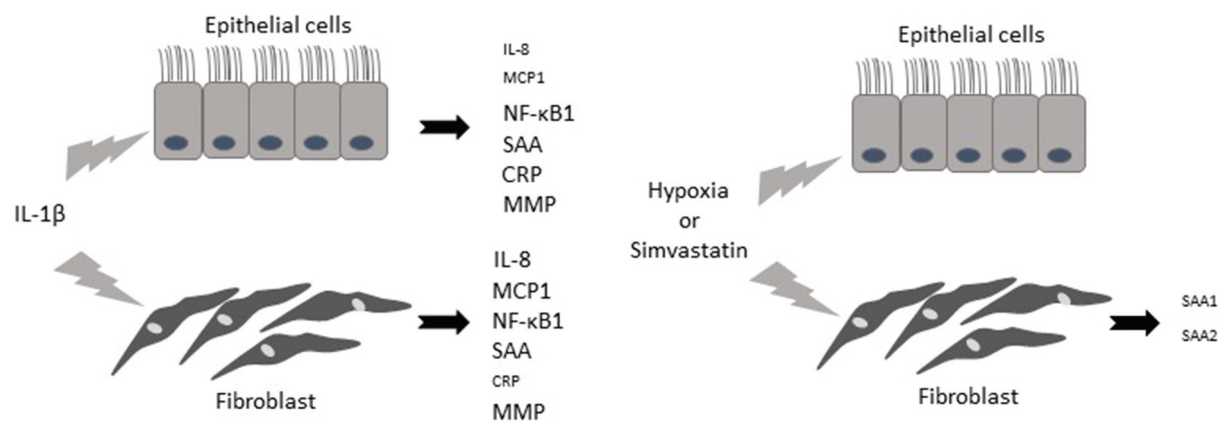 Epithelial cells
IL-8
MCP1
NF-κB1
SAA
CRP
MMP
IL-1β
IL-8
MCP1
NF-κB1
SAA
CRP
MMP
Fibroblast
Epithelial cells
Hypoxia
or
Simvastatin
SAA1
SAA2
Fibroblast